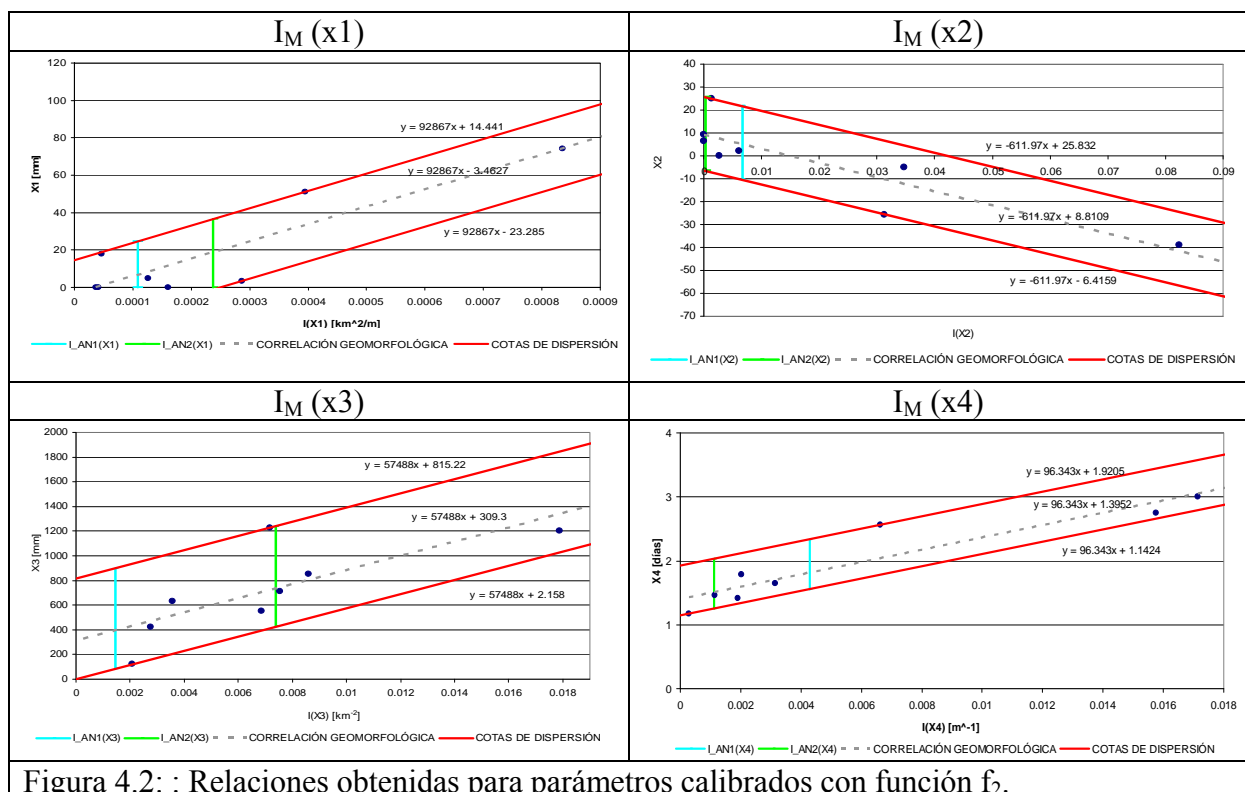 I_M (x1)
X1 [mm]
120
100
80
60
40
20
0
y = 92867x + 14.441
y = 92867x - 3.4627
y = 92867x - 23.285
0 0.0001 0.0002 0.0003 0.0004 0.0005 0.0006 0.0007 0.0008 0.0009
I(X1) [km^2/m]
I_AN1(X1) I_AN2(X1) CORRELACIÓN GEOMORFOLÓGICA COTAS DE DISPERSIÓN
I_M (x2)
X2
40
30
20
10
0
-10
-20
-30
-40
-50
-60
-70
y = -611.97x + 25.832
0 0.01 0.02 0.03 0.04 0.05 0.06 0.07 0.08 0.09
y = -611.97x + 8.8109
y = -611.97x - 6.4159
I(X2)
I_AN1(X2) I_AN2(X2) CORRELACIÓN GEOMORFOLÓGICA COTAS DE DISPERSIÓN
I_M (x3)
X3 [mm]
2000
1800
1600
1400
1200
1000
800
600
400
200
0
y = 57488x + 815.22
y = 57488x + 309.3
y = 57488x + 2.158
0 0.002 0.004 0.006 0.008 0.01 0.012 0.014 0.016 0.018
I(X3) [km⁻²]
I_AN1(X3) I_AN2(X3) CORRELACIÓN GEOMORFOLÓGICA COTAS DE DISPERSIÓN
I_M (x4)
X4 [días]
4
3
2
1
0
y = 96.343x + 1.9205
y = 96.343x + 1.3952
y = 96.343x + 1.1424
0 0.002 0.004 0.006 0.008 0.01 0.012 0.014 0.016 0.018
I(X4) [m^-1]
I_AN1(X4) I_AN2(X4) CORRELACIÓN GEOMORFOLÓGICA COTAS DE DISPERSIÓN
Figura 4.2: : Relaciones obtenidas para parámetros calibrados con función f₂.